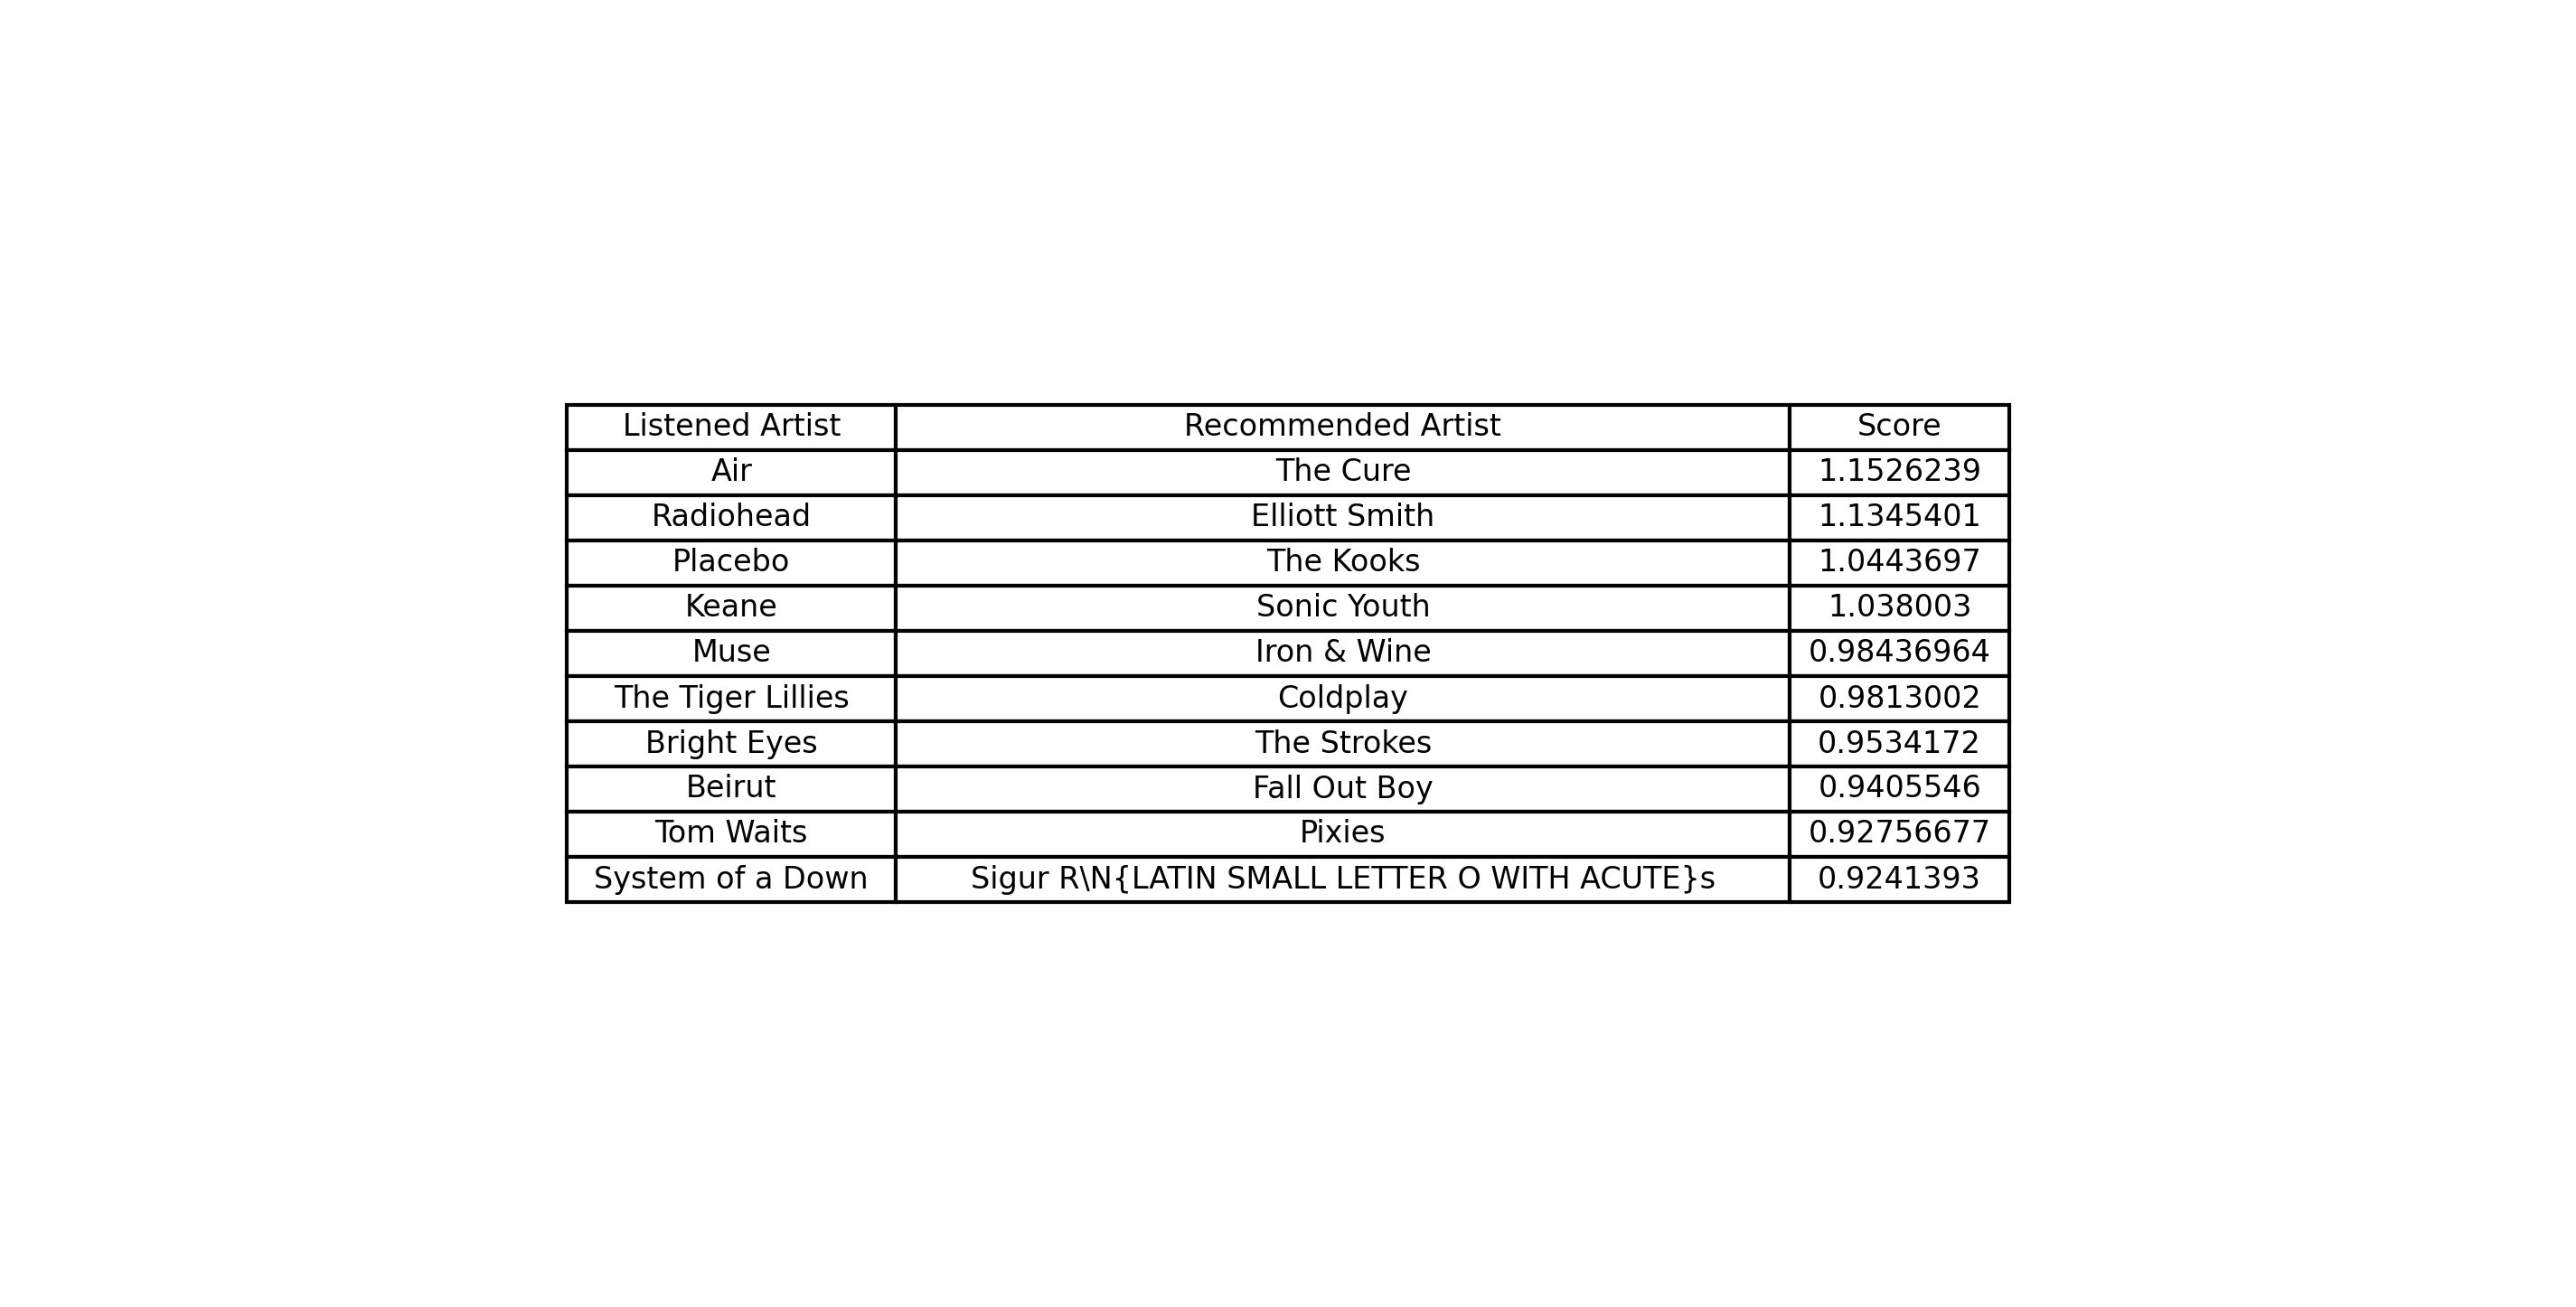 Listened Artist Recommended Artist Score
Air The Cure 1.1526239
Radiohead Elliott Smith 1.1345401
Placebo The Kooks 1.0443697
Keane Sonic Youth 1.038003
Muse Iron & Wine 0.98436964
The Tiger Lillies Coldplay 0.9813002
Bright Eyes The Strokes 0.9534172
Beirut Fall Out Boy 0.9405546
Tom Waits Pixies 0.92756677
System of a Down Sigur R\N{LATIN SMALL LETTER O WITH ACUTE}s 0.9241393